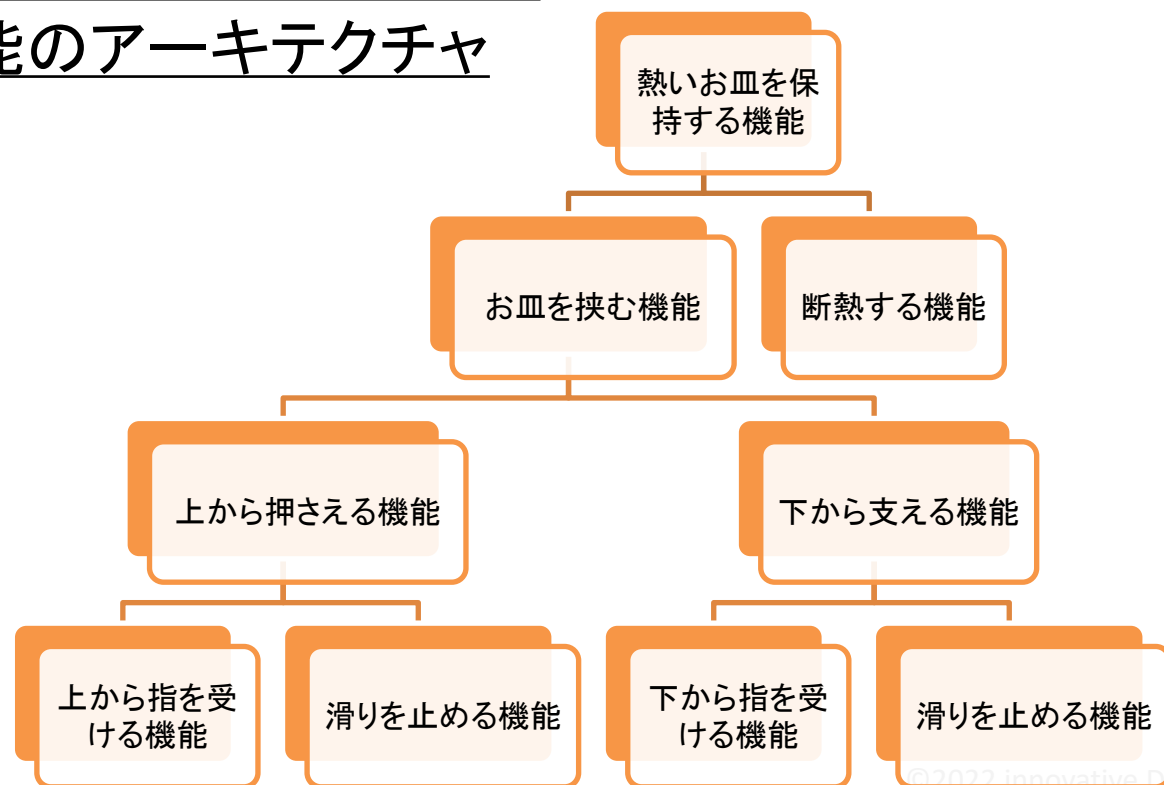 能のアーキテクチャ
熱いお皿を保
持する機能
お皿を挟む機能
断熱する機能
上から押さえる機能
下から支える機能
上から指を受
ける機能
滑りを止める機能
下から指を受
ける機能
滑りを止める機能
©2022 innovative D